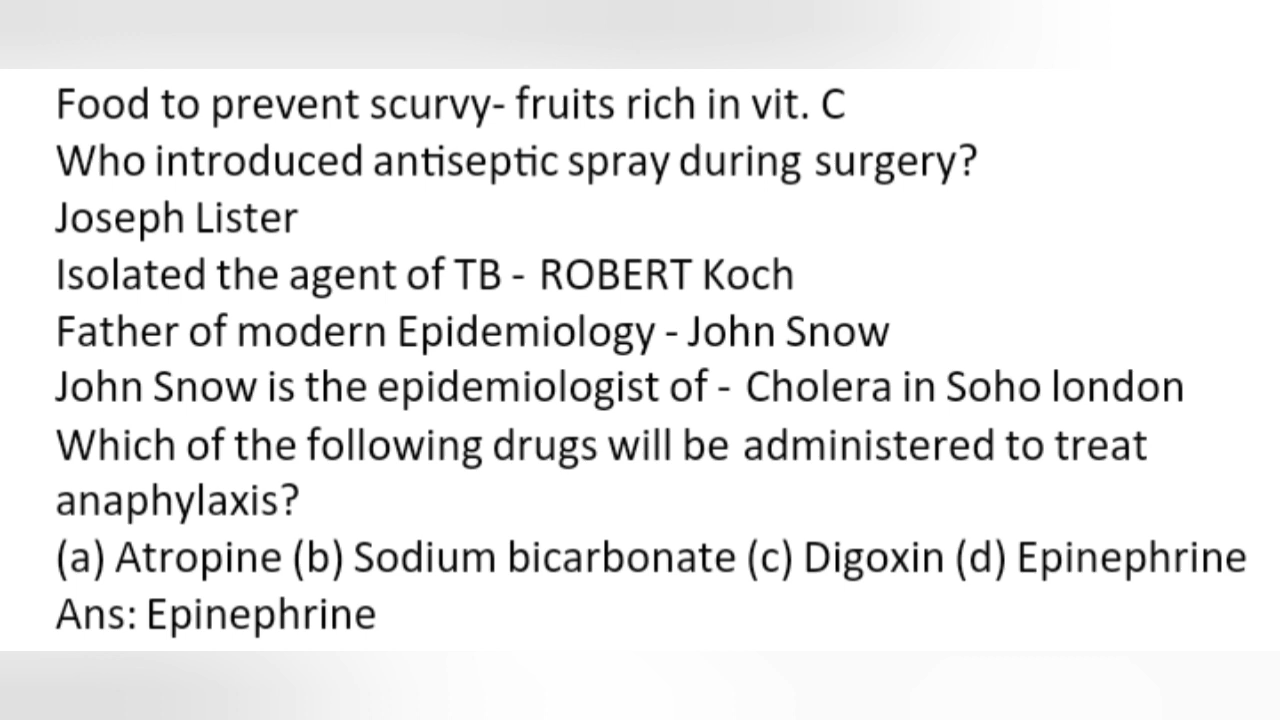 Food to prevent scurvy- fruits rich in vit. C
Who introduced antiseptic spray during surgery?
Joseph Lister
Isolated the agent of TB - ROBERT Koch
Father of modern Epidemiology - John Snow
John Snow is the epidemiologist of - Cholera in Soho london
Which of the following drugs will be administered to treat
anaphylaxis?
(a) Atropine (b) Sodium bicarbonate (c) Digoxin (d) Epinephrine
Ans: Epinephrine